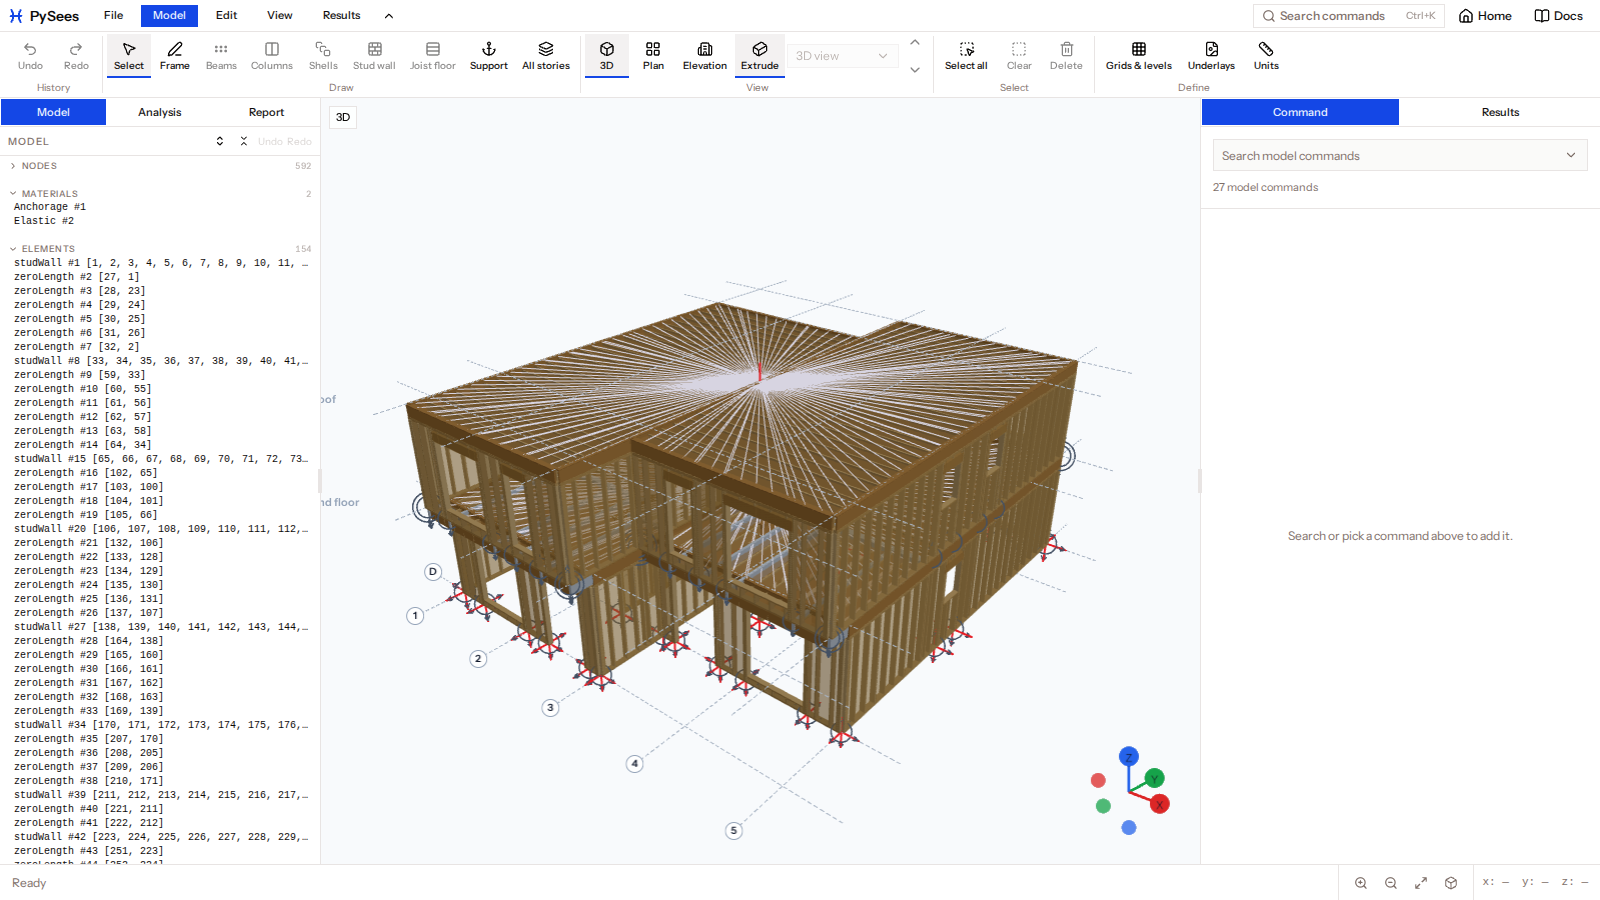 PySees
File
Model
Edit
View
Results
Search commands
Ctrl+K
Home
Docs
Undo
Redo
Select
Frame
Beams
Columns
Shells
Stud wall
Joist floor
Support
All stories
3D
Plan
Elevation
Extrude
3D view
Select all
Clear
Delete
Grids & levels
Underlays
Units
History
Draw
View
Select
Define
Model
Analysis
Report
MODEL
Undo Redo
NODES 592
MATERIALS 2
Anchorage #1
Elastic #2
ELEMENTS 154
studWall #1 [1, 2, 3, 4, 5, 6, 7, 8, 9, 10, 11, …
zeroLength #2 [27, 1]
zeroLength #3 [28, 23]
zeroLength #4 [29, 24]
zeroLength #5 [30, 25]
zeroLength #6 [31, 26]
zeroLength #7 [32, 2]
studWall #8 [33, 34, 35, 36, 37, 38, 39, 40, 41,…
zeroLength #9 [59, 33]
zeroLength #10 [60, 55]
zeroLength #11 [61, 56]
zeroLength #12 [62, 57]
zeroLength #13 [63, 58]
zeroLength #14 [64, 34]
studWall #15 [65, 66, 67, 68, 69, 70, 71, 72, 73…
zeroLength #16 [102, 65]
zeroLength #17 [103, 100]
zeroLength #18 [104, 101]
zeroLength #19 [105, 66]
studWall #20 [106, 107, 108, 109, 110, 111, 112,…
zeroLength #21 [132, 106]
zeroLength #22 [133, 128]
zeroLength #23 [134, 129]
zeroLength #24 [135, 130]
zeroLength #25 [136, 131]
zeroLength #26 [137, 107]
studWall #27 [138, 139, 140, 141, 142, 143, 144,…
zeroLength #28 [164, 138]
zeroLength #29 [165, 160]
zeroLength #30 [166, 161]
zeroLength #31 [167, 162]
zeroLength #32 [168, 163]
zeroLength #33 [169, 139]
studWall #34 [170, 171, 172, 173, 174, 175, 176,…
zeroLength #35 [207, 170]
zeroLength #36 [208, 205]
zeroLength #37 [209, 206]
zeroLength #38 [210, 171]
studWall #39 [211, 212, 213, 214, 215, 216, 217,…
zeroLength #40 [221, 211]
zeroLength #41 [222, 212]
studWall #42 [223, 224, 225, 226, 227, 228, 229,…
zeroLength #43 [251, 223]
3D
oof
nd floor
D
1
2
3
4
5
Z
Y
X
Command
Results
Search model commands
27 model commands
Search or pick a command above to add it.
Ready
x: — y: — z: —